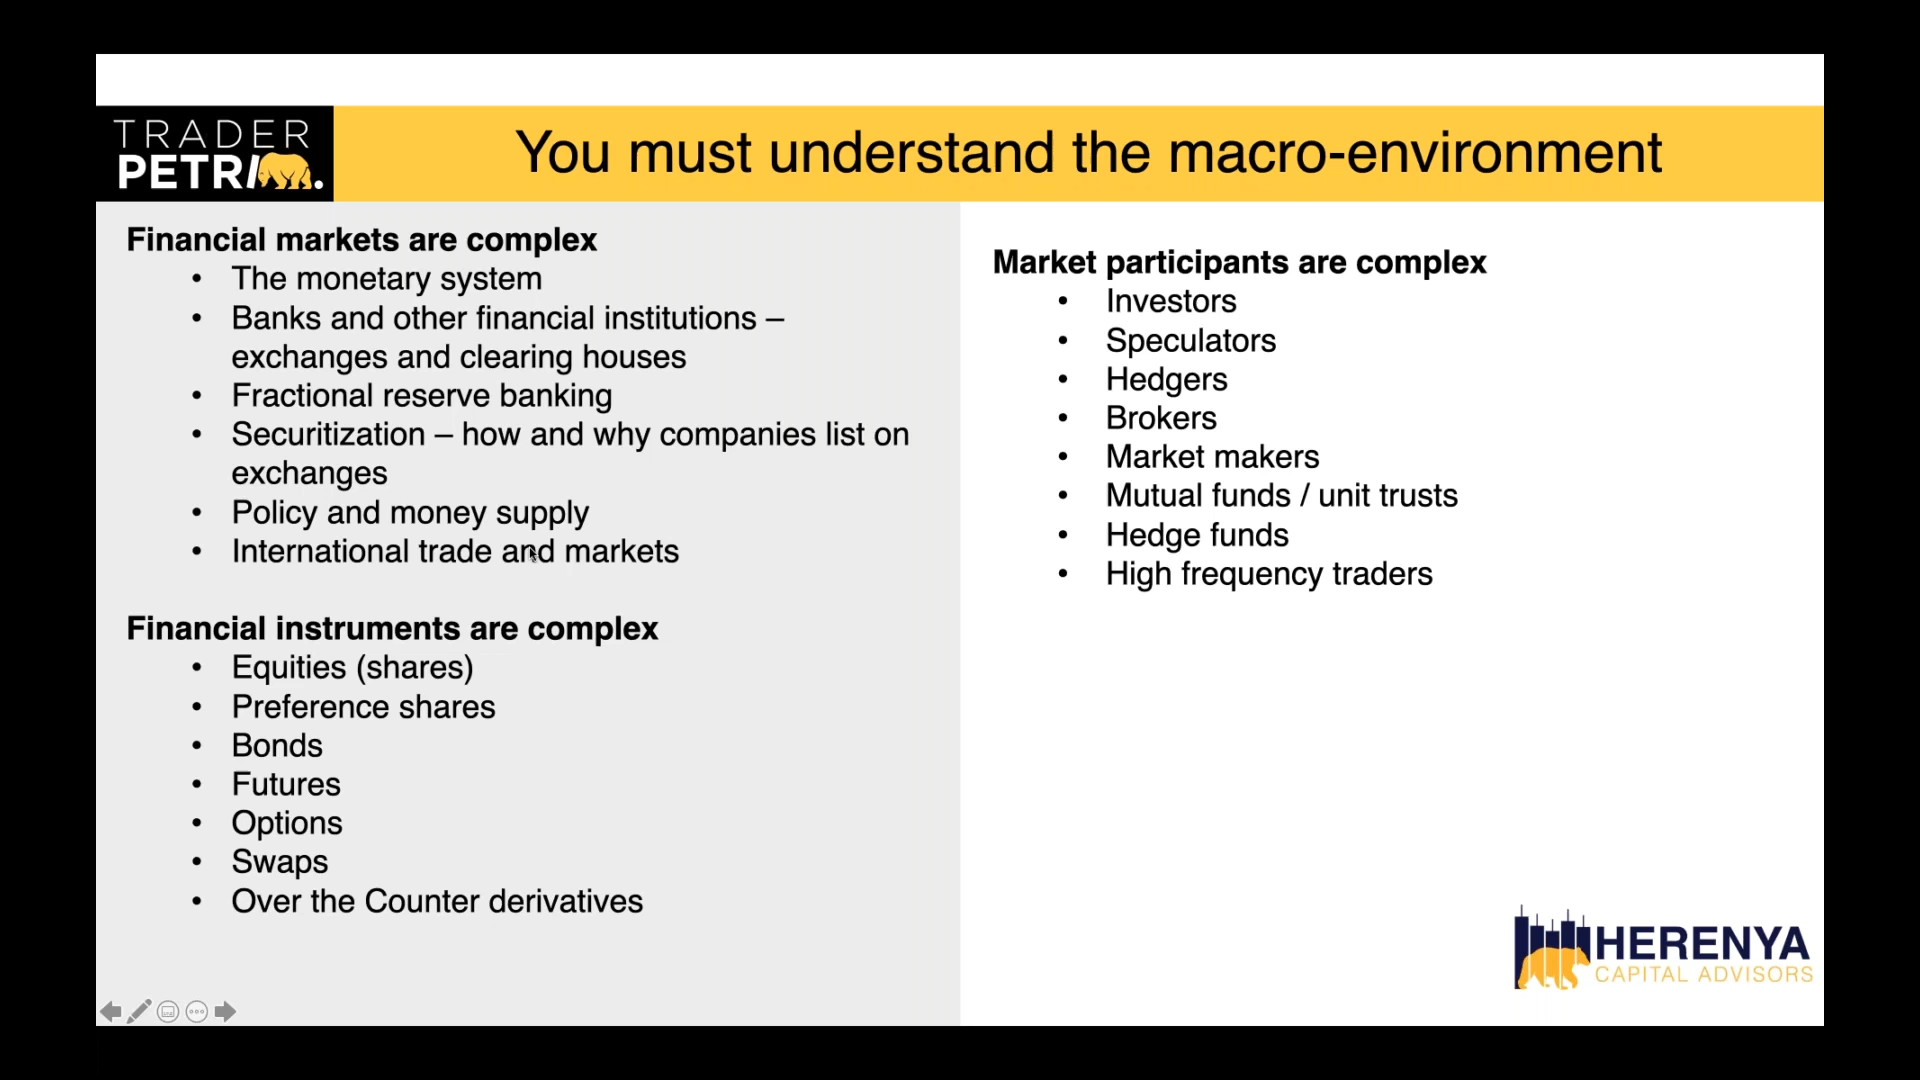 TRADER
PETRI.
You must understand the macro-environment
Financial markets are complex
• The monetary system
• Banks and other financial institutions –
exchanges and clearing houses
• Fractional reserve banking
• Securitization – how and why companies list on
exchanges
• Policy and money supply
• International trade and markets
Financial instruments are complex
• Equities (shares)
• Preference shares
• Bonds
• Futures
• Options
• Swaps
• Over the Counter derivatives
Market participants are complex
• Investors
• Speculators
• Hedgers
• Brokers
• Market makers
• Mutual funds / unit trusts
• Hedge funds
• High frequency traders
HERENYA
CAPITAL ADVISORS